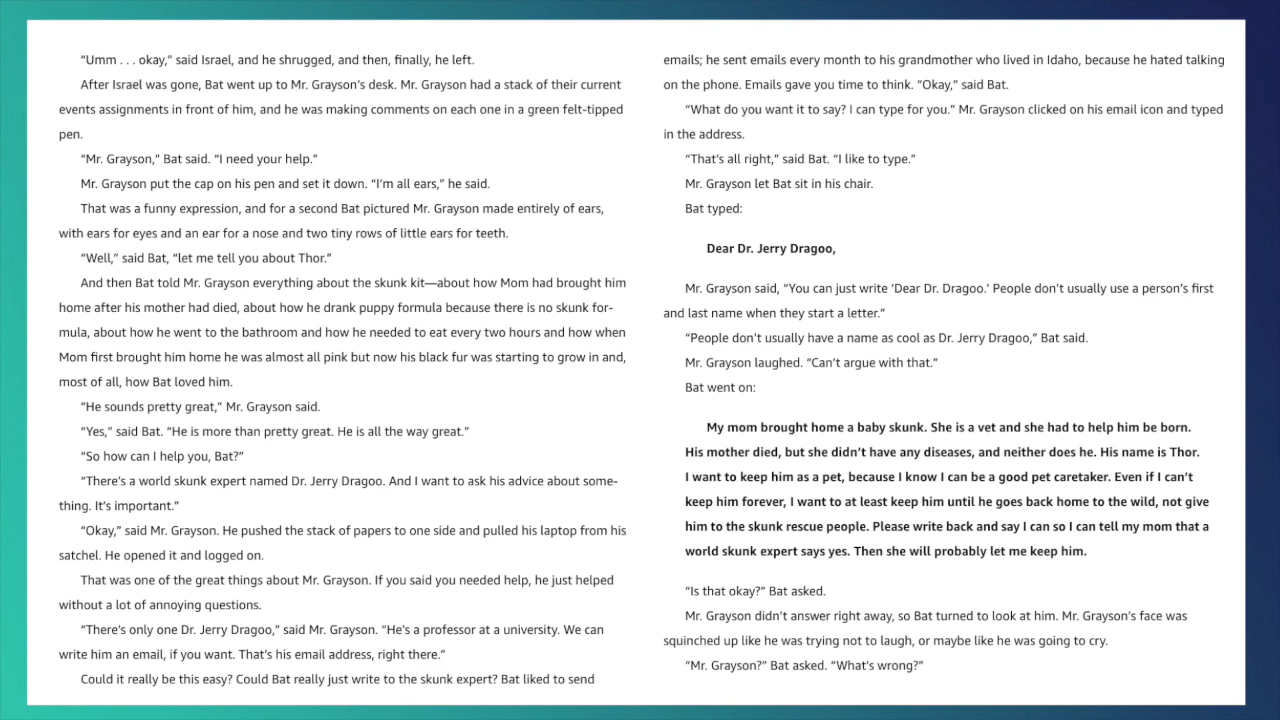 “Umm . . . okay,” said Israel, and he shrugged, and then, finally, he left.
After Israel was gone, Bat went up to Mr. Grayson’s desk. Mr. Grayson had a stack of their current
events assignments in front of him, and he was making comments on each one in a green felt-tipped
pen.
“Mr. Grayson,” Bat said. “I need your help.”
Mr. Grayson put the cap on his pen and set it down. “I’m all ears,” he said.
That was a funny expression, and for a second Bat pictured Mr. Grayson made entirely of ears,
with ears for eyes and an ear for a nose and two tiny rows of little ears for teeth.
“Well,” said Bat, “let me tell you about Thor.”
And then Bat told Mr. Grayson everything about the skunk kit—about how Mom had brought him
home after his mother had died, about how he drank puppy formula because there is no skunk for-
mula, about how he went to the bathroom and how he needed to eat every two hours and how when
Mom first brought him home he was almost all pink but now his black fur was starting to grow in and,
most of all, how Bat loved him.
“He sounds pretty great,” Mr. Grayson said.
“Yes,” said Bat. “He is more than pretty great. He is all the way great.”
“So how can I help you, Bat?”
“There’s a world skunk expert named Dr. Jerry Dragoo. And I want to ask his advice about some-
thing. It’s important.”
“Okay,” said Mr. Grayson. He pushed the stack of papers to one side and pulled his laptop from his
satchel. He opened it and logged on.
That was one of the great things about Mr. Grayson. If you said you needed help, he just helped
without a lot of annoying questions.
“There’s only one Dr. Jerry Dragoo,” said Mr. Grayson. “He’s a professor at a university. We can
write him an email, if you want. That’s his email address, right there.”
Could it really be this easy? Could Bat really just write to the skunk expert? Bat liked to send
emails; he sent emails every month to his grandmother who lived in Idaho, because he hated talking
on the phone. Emails gave you time to think. “Okay,” said Bat.
“What do you want it to say? I can type for you.” Mr. Grayson clicked on his email icon and typed
in the address.
“That’s all right,” said Bat. “I like to type.”
Mr. Grayson let Bat sit in his chair.
Bat typed:
Dear Dr. Jerry Dragoo,
Mr. Grayson said, “You can just write ‘Dear Dr. Dragoo.’ People don’t usually use a person’s first
and last name when they start a letter.”
“People don’t usually have a name as cool as Dr. Jerry Dragoo,” Bat said.
Mr. Grayson laughed. “Can’t argue with that.”
Bat went on:
My mom brought home a baby skunk. She is a vet and she had to help him be born.
His mother died, but she didn’t have any diseases, and neither does he. His name is Thor.
I want to keep him as a pet, because I know I can be a good pet caretaker. Even if I can’t
keep him forever, I want to at least keep him until he goes back home to the wild, not give
him to the skunk rescue people. Please write back and say I can so I can tell my mom that a
world skunk expert says yes. Then she will probably let me keep him.
“Is that okay?” Bat asked.
Mr. Grayson didn’t answer right away, so Bat turned to look at him. Mr. Grayson’s face was
squinched up like he was trying not to laugh, or maybe like he was going to cry.
“Mr. Grayson?” Bat asked. “What’s wrong?”